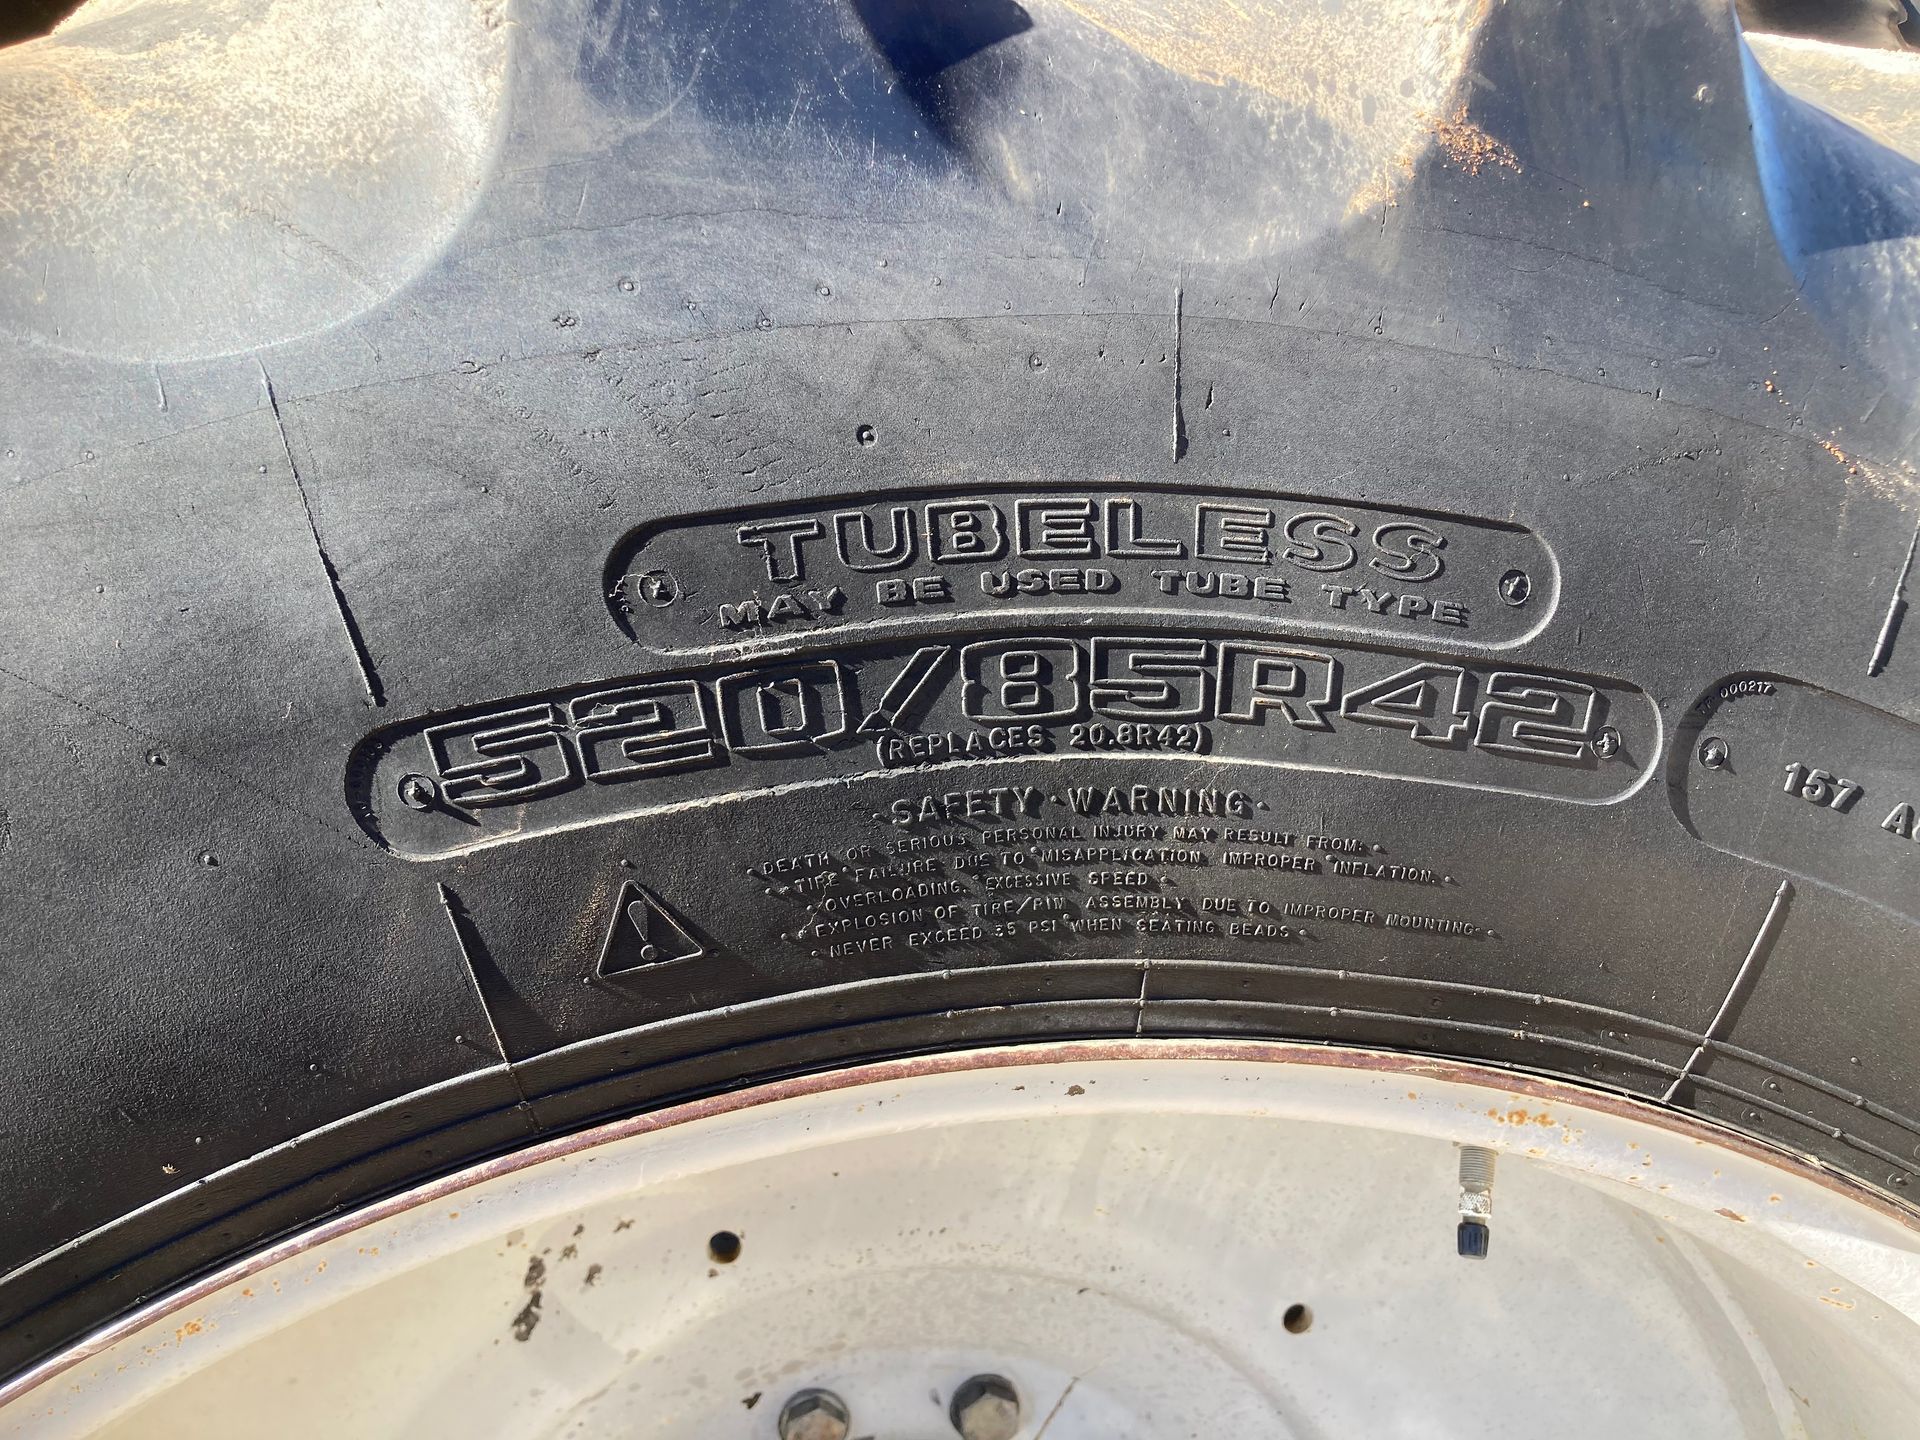 TUBELESS
MAY BE USED TUBE TYPE
520/85R42
(REPLACES 20.8R42)
000217
157 A
SAFETY WARNING
DEATH OR SERIOUS PERSONAL INJURY MAY RESULT FROM:
TIRE FAILURE DUE TO MISAPPLICATION IMPROPER INFLATION.
OVERLOADING. EXCESSIVE SPEED
EXPLOSION OF TIRE/RIM ASSEMBLY DUE TO IMPROPER MOUNTING
NEVER EXCEED 35 PSI WHEN SEATING BEADS